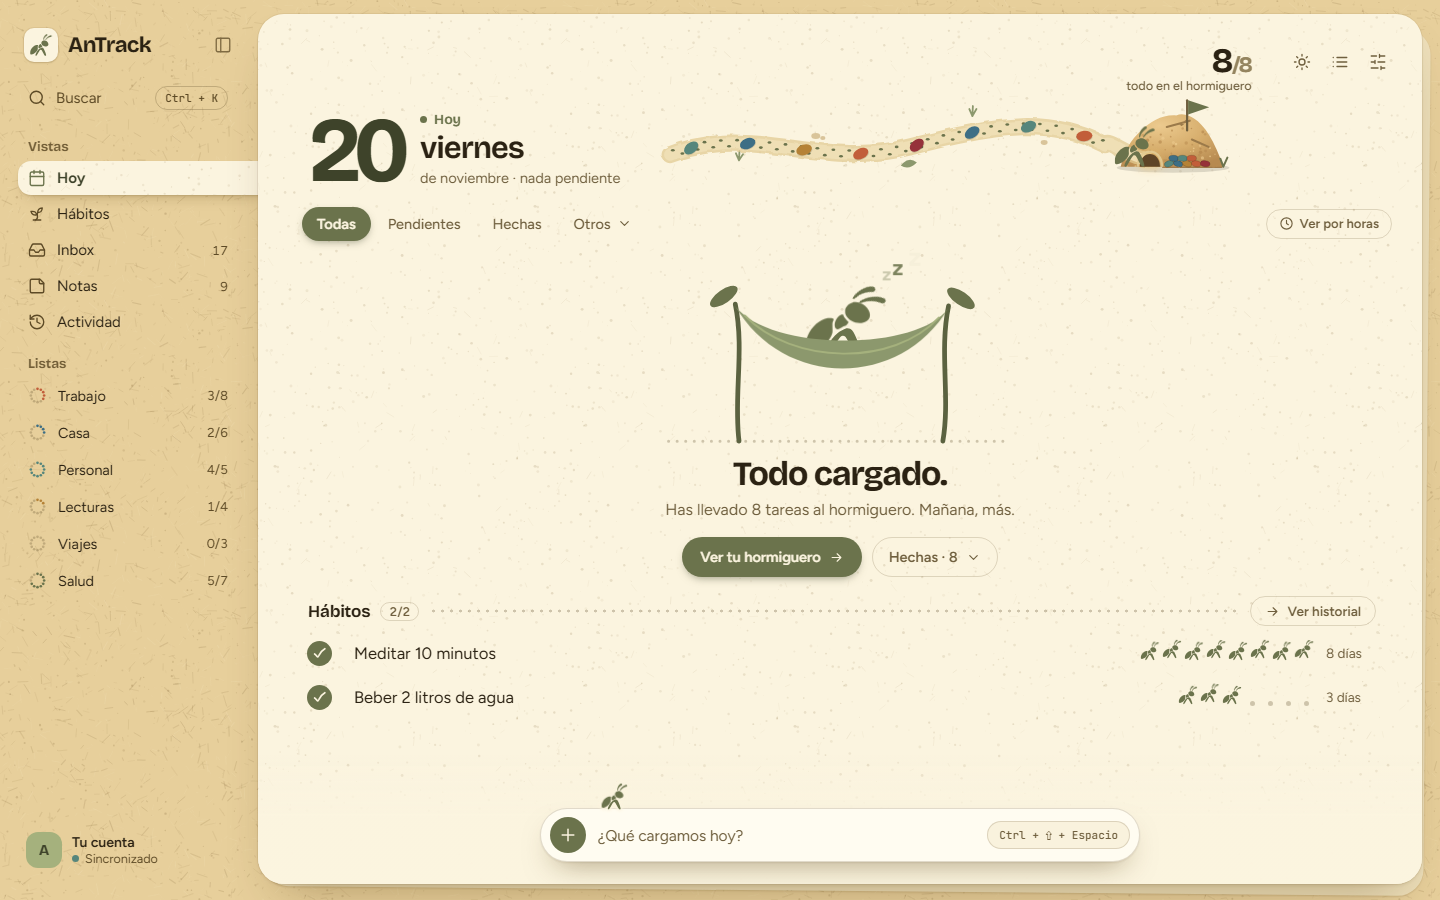 AnTrack
Buscar
Ctrl + K
Vistas
Hoy
Hábitos
Inbox 17
Notas 9
Actividad
Listas
Trabajo 3/8
Casa 2/6
Personal 4/5
Lecturas 1/4
Viajes 0/3
Salud 5/7
A
Tu cuenta
Sincronizado
20
Hoy
viernes
de noviembre · nada pendiente
8/8
todo en el hormiguero
Todas
Pendientes
Hechas
Otros
Ver por horas
z z
Todo cargado.
Has llevado 8 tareas al hormiguero. Mañana, más.
Ver tu hormiguero →
Hechas · 8
Hábitos 2/2
→ Ver historial
Meditar 10 minutos
8 días
Beber 2 litros de agua
3 días
¿Qué cargamos hoy?
Ctrl + ⇧ + Espacio